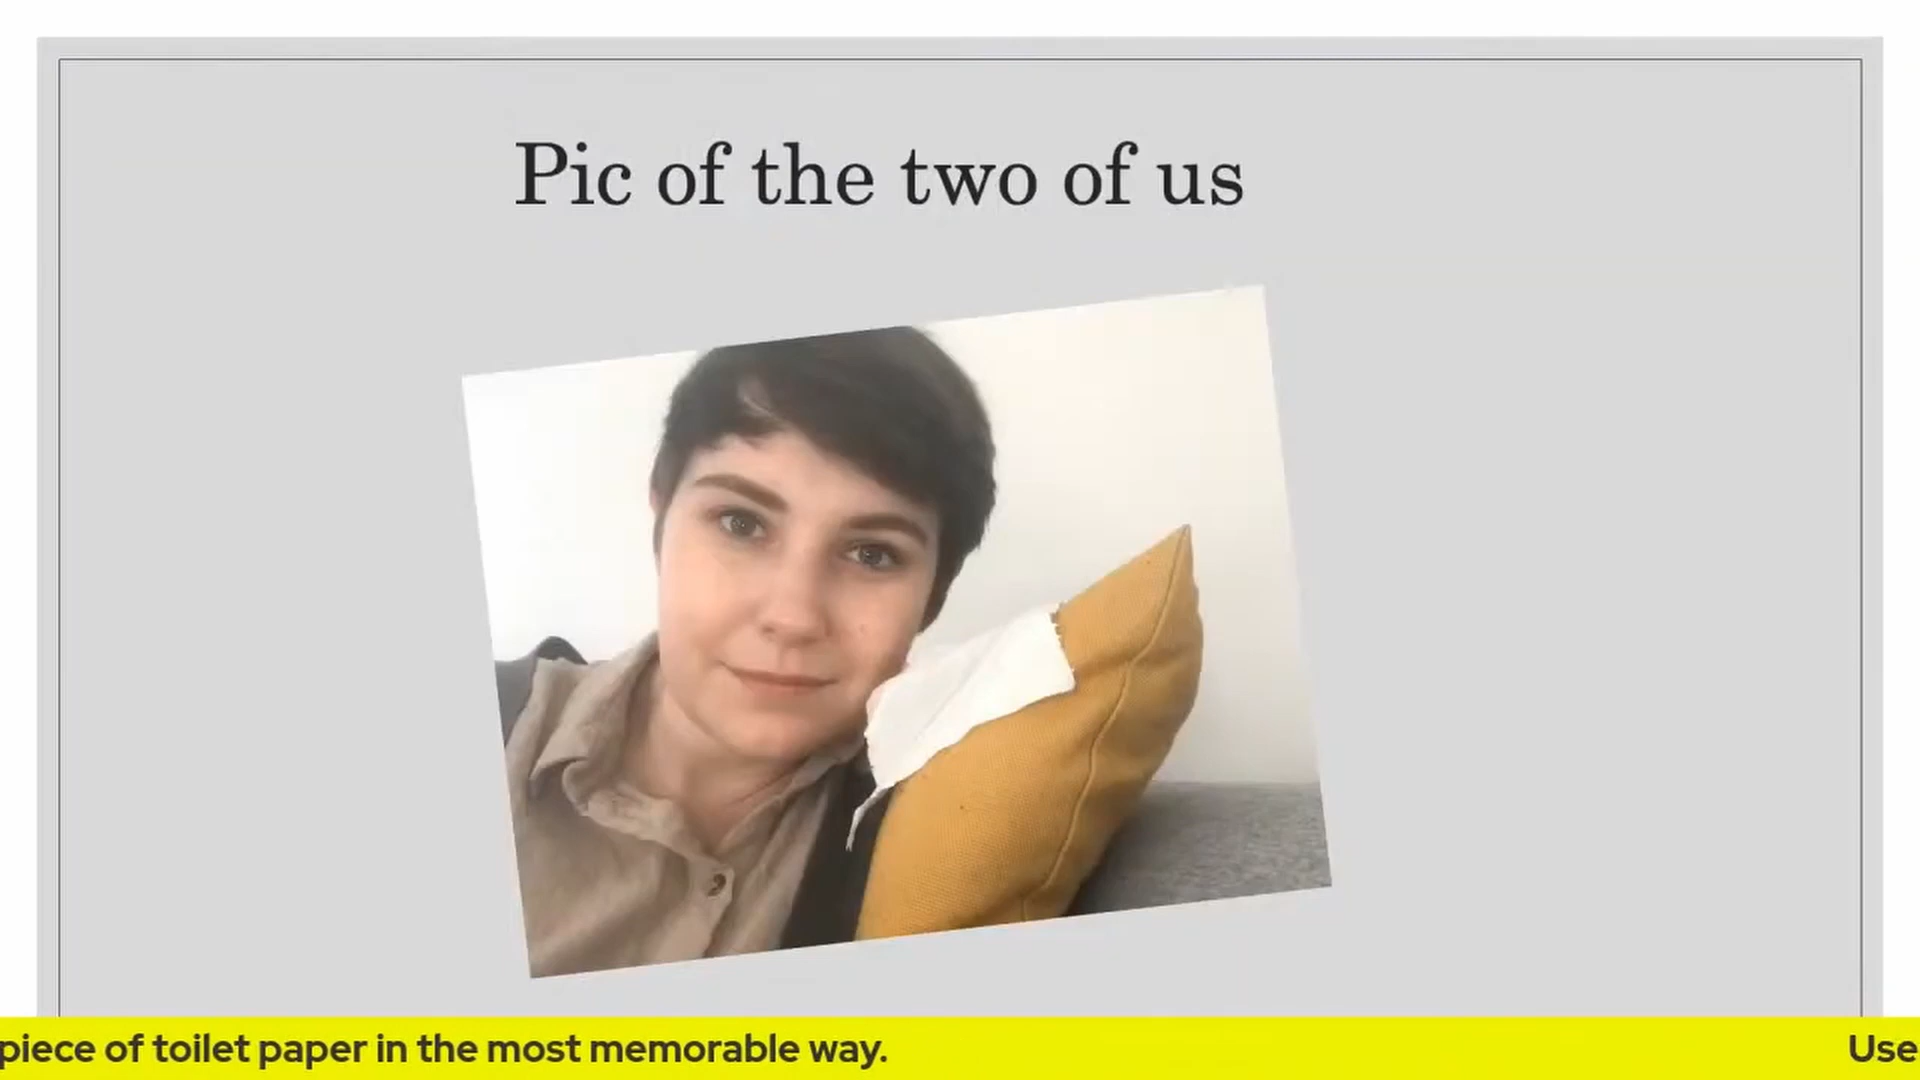 Pic of the two of us
piece of toilet paper in the most memorable way. Use